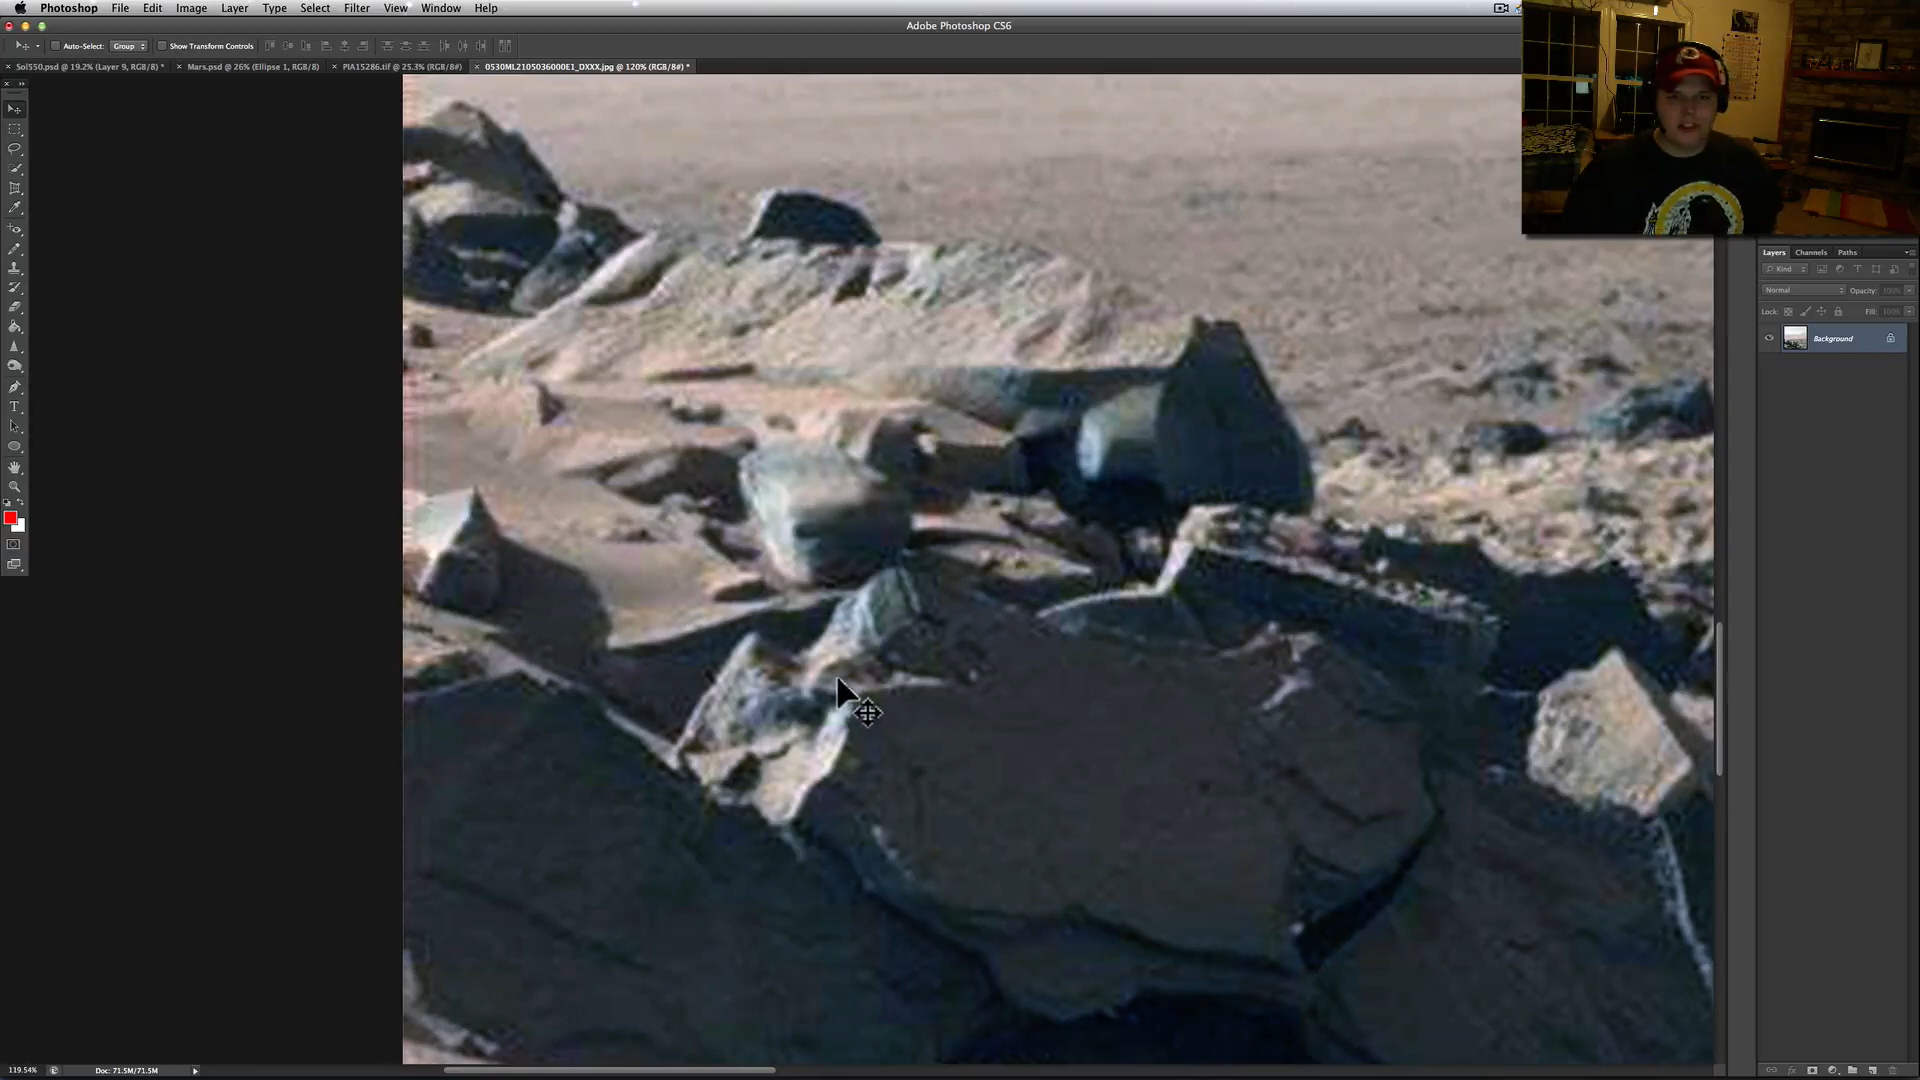 Photoshop File Edit Image Layer Type Select Filter View Window Help
Adobe Photoshop CS6
Auto-Select: Group Show Transform Controls
Sol550.psd @ 19.2% (Layer 9, RGB/8) * Mars.psd @ 26% (Ellipse 1, RGB/8) PIA15286.tif @ 25.3% (RGB/8#) 0530ML2105036000E1_DXXX.jpg @ 120% (RGB/8#) *
Layers Channels Paths
Kind
Normal Opacity: 100%
Lock: Fill: 100%
Background
119.54% Doc: 71.5M/71.5M